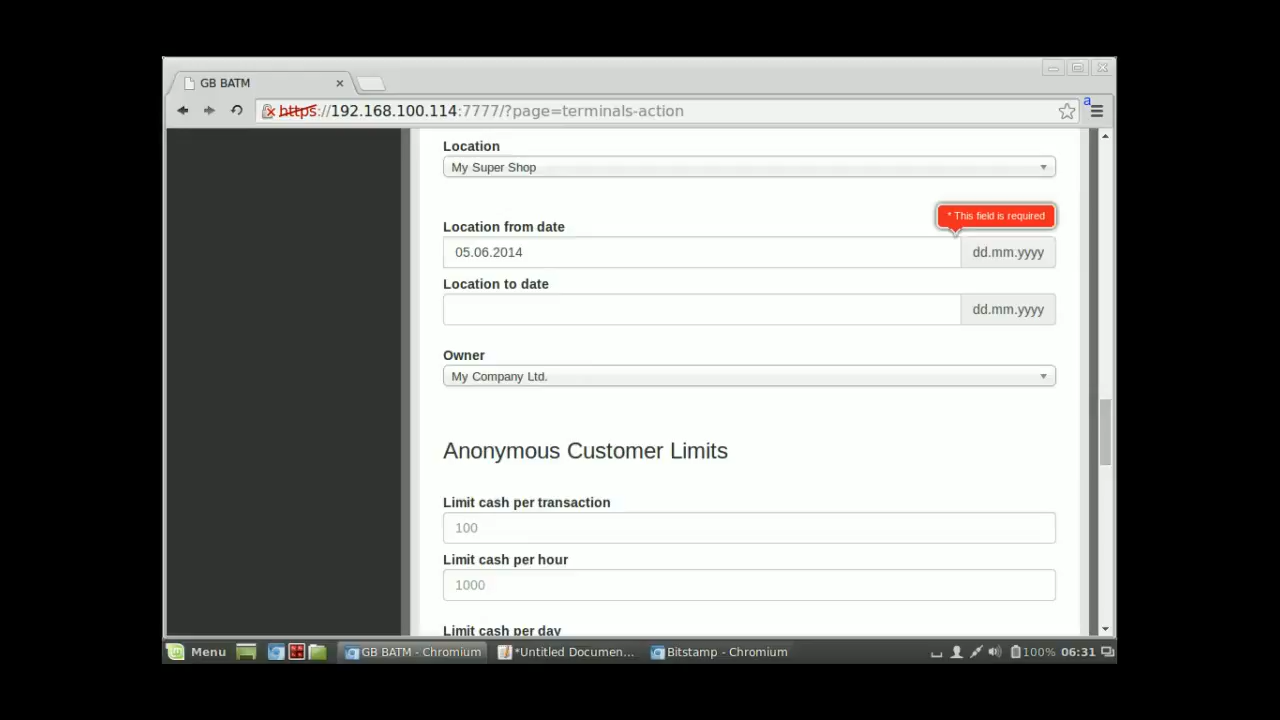 GB BATM
https://192.168.100.114:7777/?page=terminals-action
a
Location
My Super Shop
* This field is required
Location from date
05.06.2014 dd.mm.yyyy
Location to date
dd.mm.yyyy
Owner
My Company Ltd.
Anonymous Customer Limits
Limit cash per transaction
100
Limit cash per hour
1000
Limit cash per day
Menu GB BATM - Chromium *Untitled Documen... Bitstamp - Chromium 100% 06:31